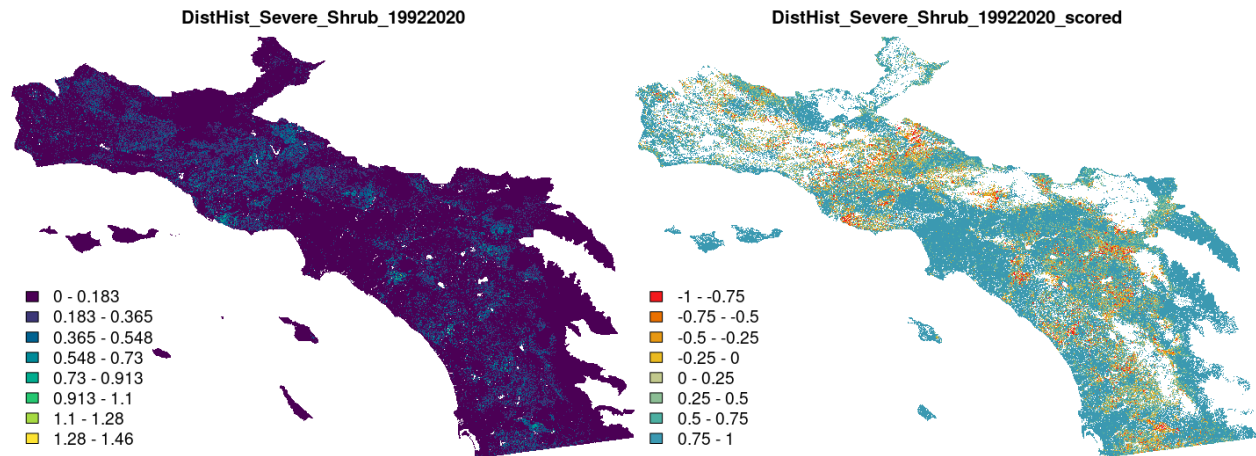 DistHist_Severe_Shrub_19922020
0 - 0.183
0.183 - 0.365
0.365 - 0.548
0.548 - 0.73
0.73 - 0.913
0.913 - 1.1
1.1 - 1.28
1.28 - 1.46
DistHist_Severe_Shrub_19922020_scored
-1 - -0.75
-0.75 - -0.5
-0.5 - -0.25
-0.25 - 0
0 - 0.25
0.25 - 0.5
0.5 - 0.75
0.75 - 1